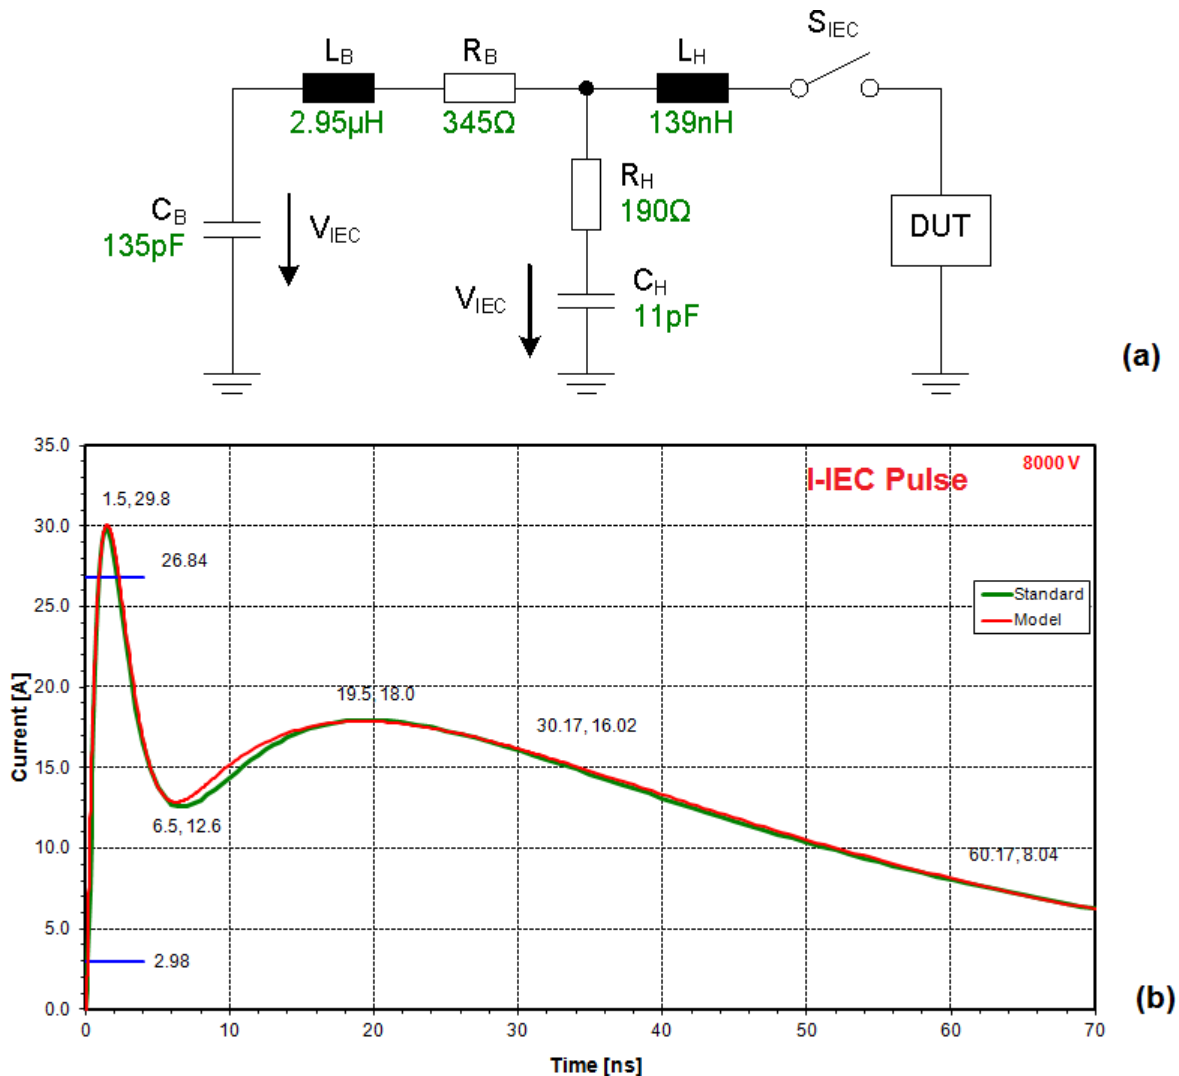 S_IEC
L_B R_B L_H
2.95µH 345Ω 139nH
R_H
190Ω
C_B
135pF
V_IEC
DUT
C_H
11pF
V_IEC
(a)
35.0
30.0
25.0
20.0
15.0
10.0
5.0
0.0
Current [A]
I-IEC Pulse
8000 V
1.5, 29.8
26.84
Standard
Model
19.5, 18.0
30.17, 16.02
6.5, 12.6
60.17, 8.04
2.98
(b)
0 10 20 30 40 50 60 70
Time [ns]